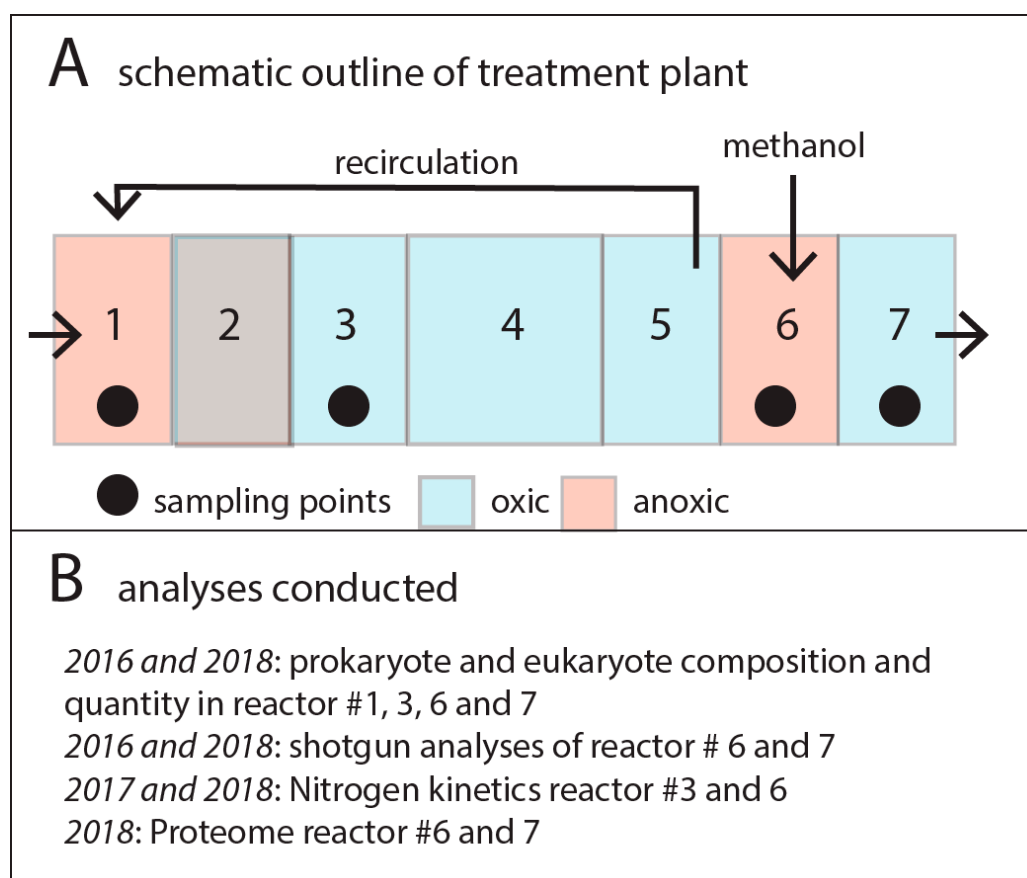 A schematic outline of treatment plant
recirculation
methanol
1 2 3 4 5 6 7
sampling points oxic anoxic
B analyses conducted
2016 and 2018: prokaryote and eukaryote composition and
quantity in reactor #1, 3, 6 and 7
2016 and 2018: shotgun analyses of reactor # 6 and 7
2017 and 2018: Nitrogen kinetics reactor #3 and 6
2018: Proteome reactor #6 and 7